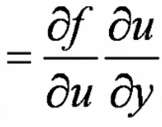 = ∂f/∂u ∂u/∂y